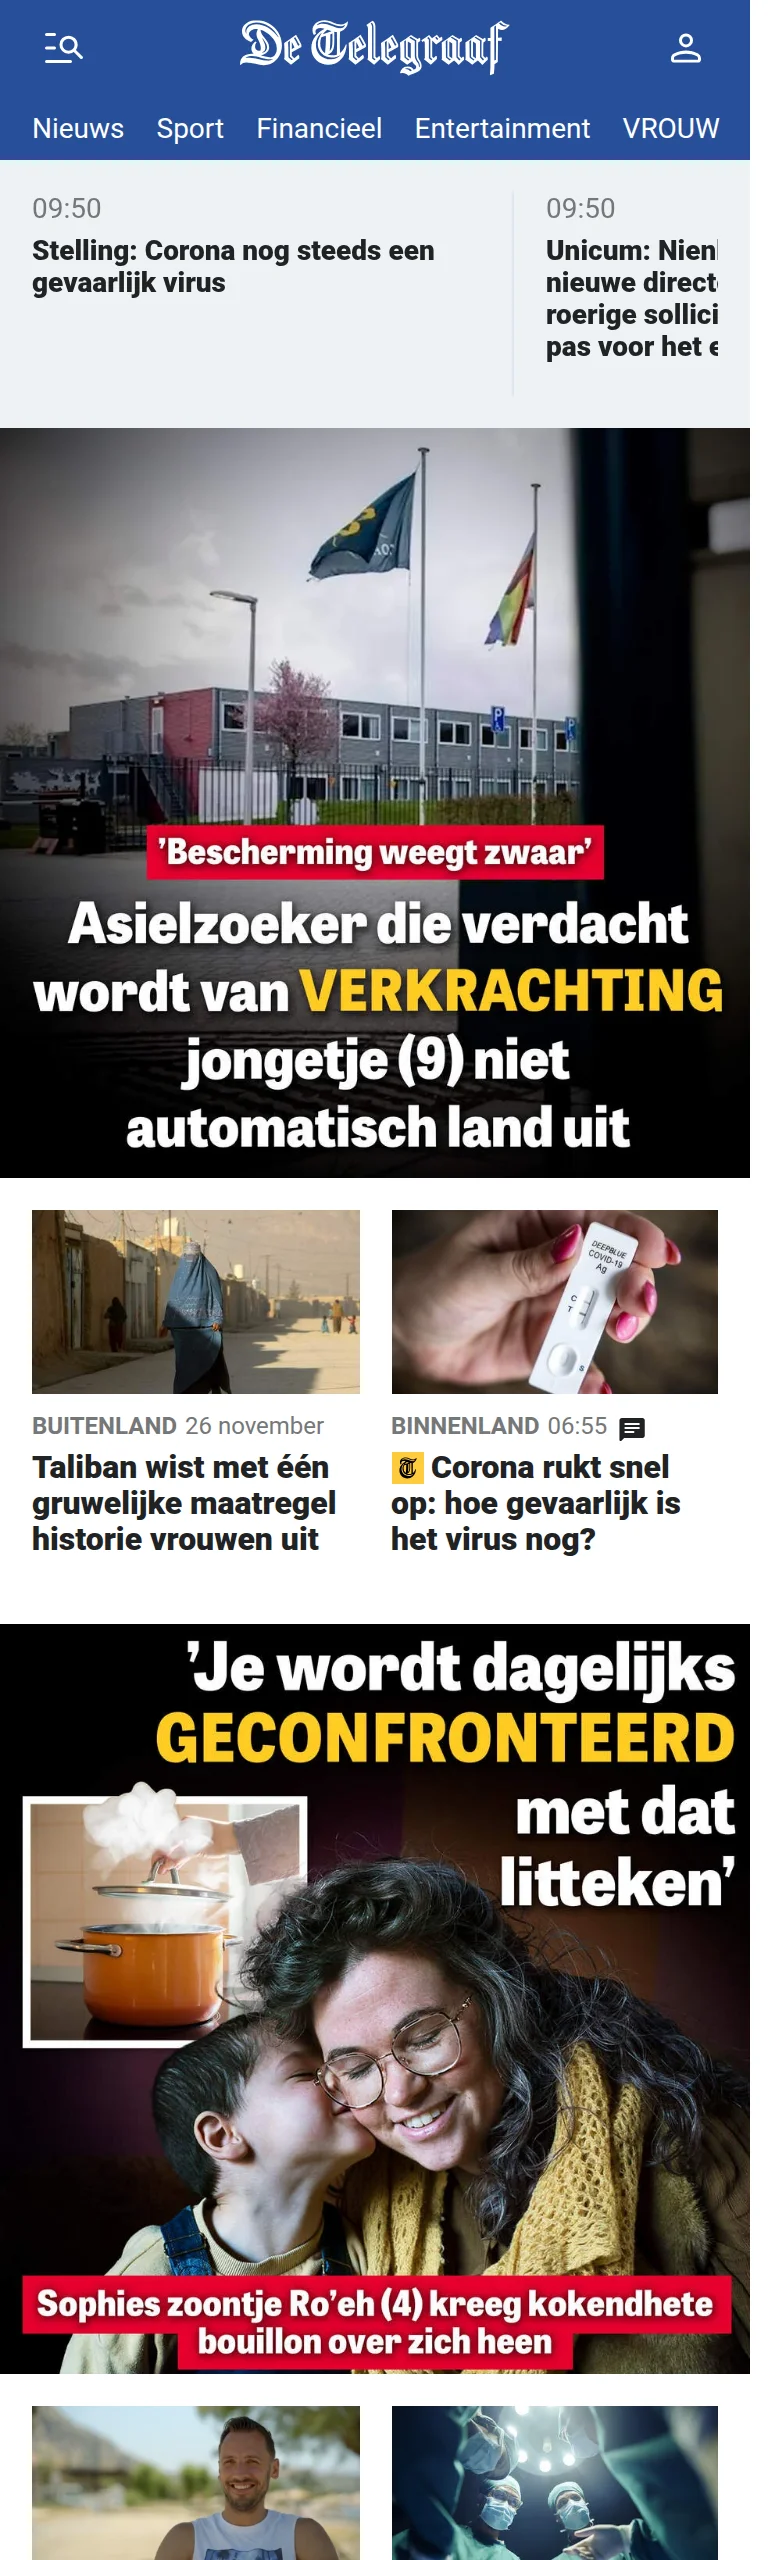 De Telegraaf
Nieuws Sport Financieel Entertainment VROUW
09:50
Stelling: Corona nog steeds een
gevaarlijk virus
09:50
Unicum: Nien
nieuwe direct
roerige sollici
pas voor het e
'Bescherming weegt zwaar'
Asielzoeker die verdacht
wordt van VERKRACHTING
jongetje (9) niet
automatisch land uit
DEEPBLUE
COVID-19
Ag
C
T
S
BUITENLAND 26 november
Taliban wist met één
gruwelijke maatregel
historie vrouwen uit
BINNENLAND 06:55
T Corona rukt snel
op: hoe gevaarlijk is
het virus nog?
'Je wordt dagelijks
GECONFRONTEERD
met dat
litteken'
Sophies zoontje Ro'eh (4) kreeg kokendhete
bouillon over zich heen